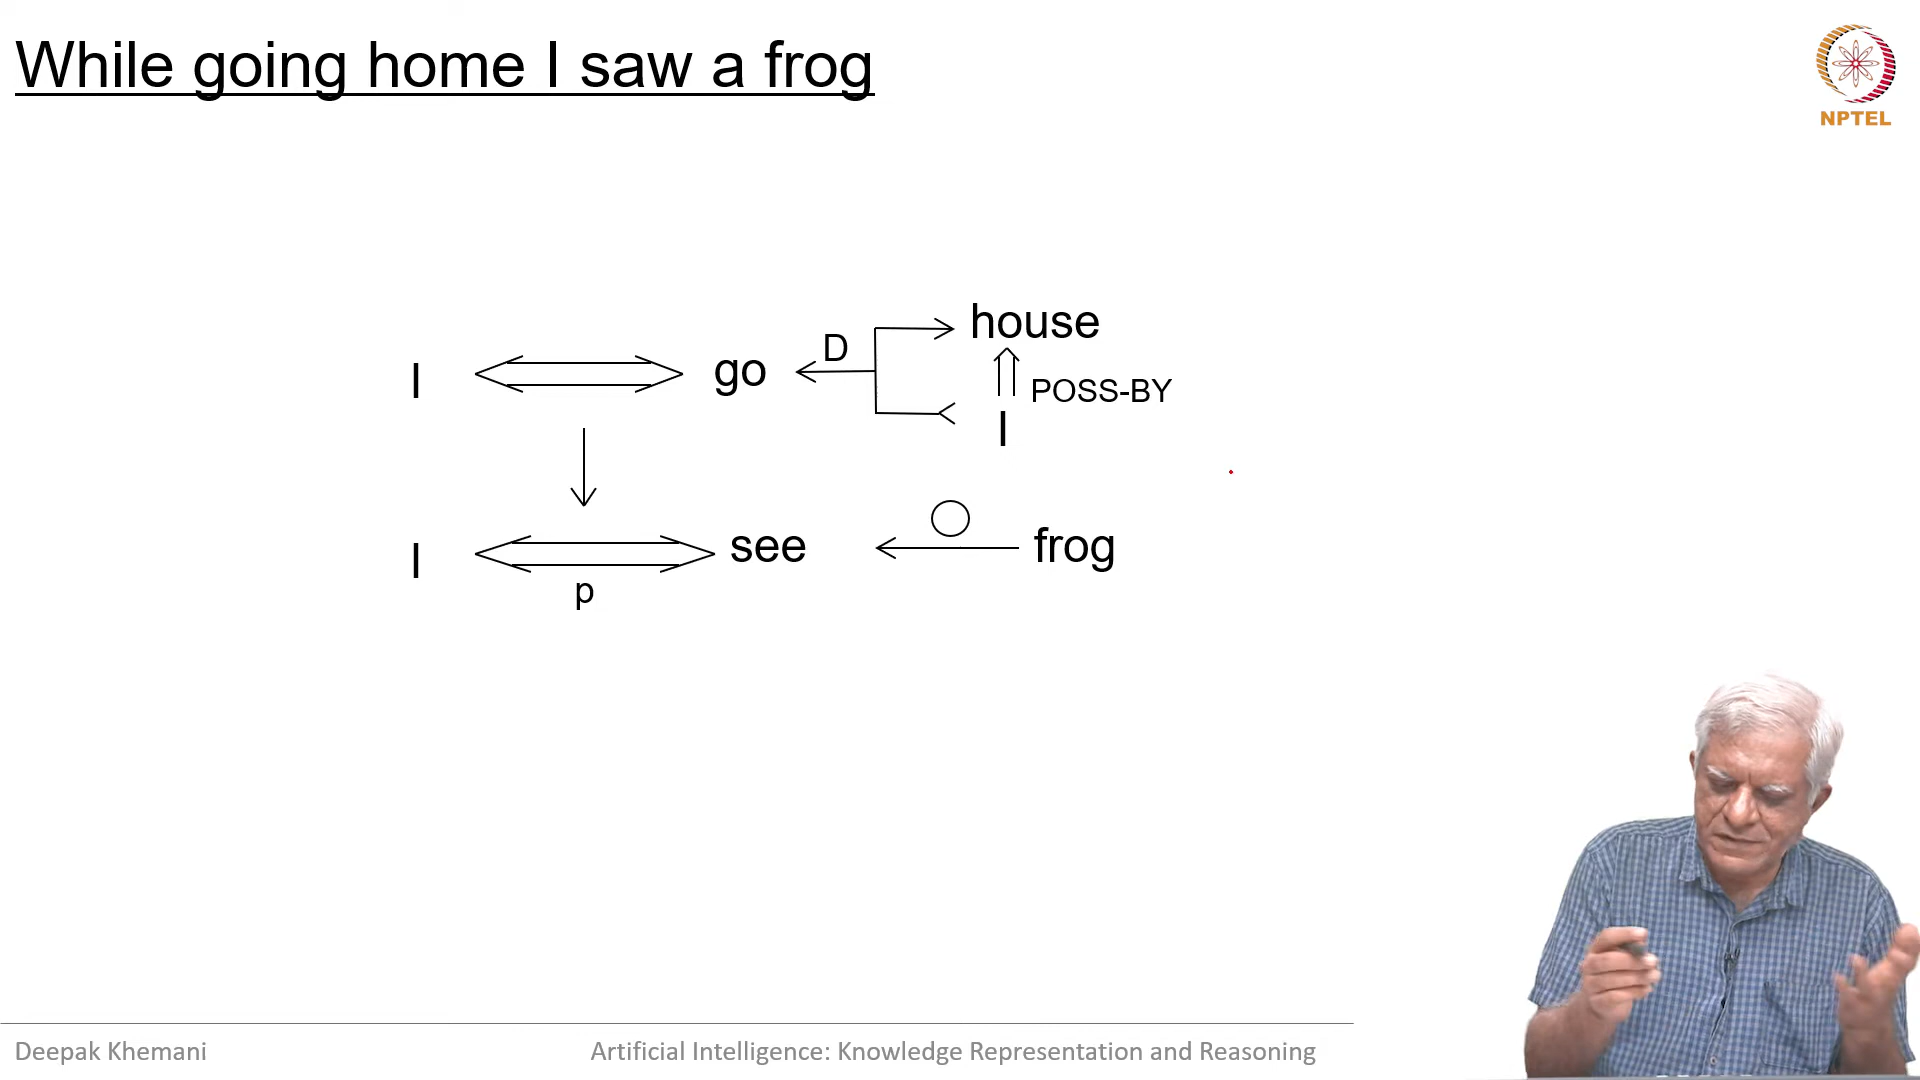 While going home I saw a frog
NPTEL
house
I go D
POSS-BY
I
I see frog
p
Deepak Khemani
Artificial Intelligence: Knowledge Representation and Reasoning